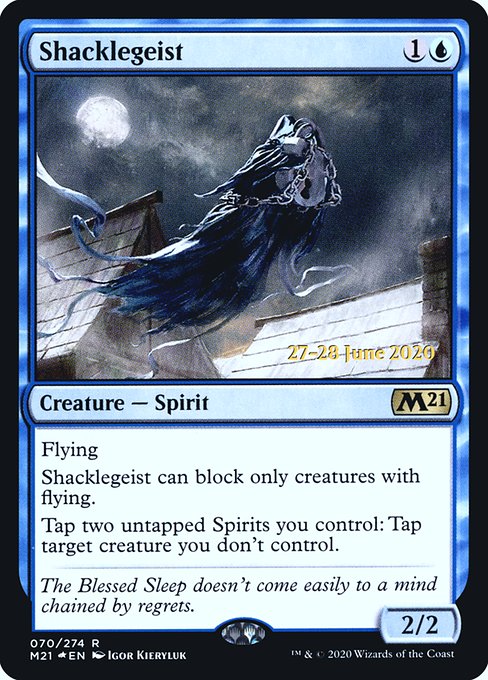 Shacklegeist 1
27-28 June 2020
Creature — Spirit M21
Flying
Shacklegeist can block only creatures with
flying.
Tap two untapped Spirits you control: Tap
target creature you don't control.
The Blessed Sleep doesn't come easily to a mind
chained by regrets.
2/2
070/274 R
M21 ★ EN Igor Kieryluk ™ & © 2020 Wizards of the Coast